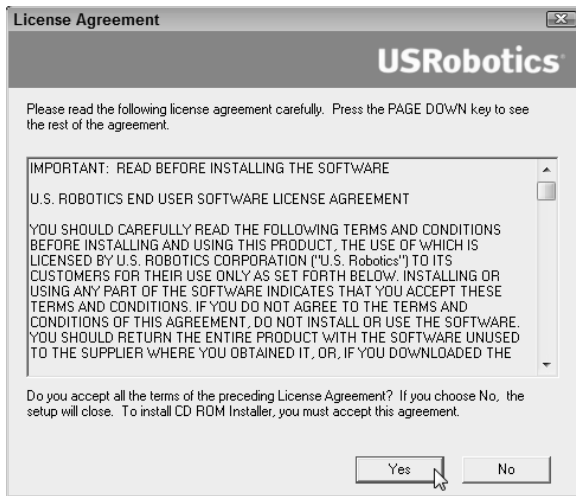 License Agreement
USRobotics
Please read the following license agreement carefully. Press the PAGE DOWN key to see
the rest of the agreement.
IMPORTANT: READ BEFORE INSTALLING THE SOFTWARE
U.S. ROBOTICS END USER SOFTWARE LICENSE AGREEMENT
YOU SHOULD CAREFULLY READ THE FOLLOWING TERMS AND CONDITIONS
BEFORE INSTALLING AND USING THIS PRODUCT, THE USE OF WHICH IS
LICENSED BY U.S. ROBOTICS CORPORATION ("U.S. Robotics") TO ITS
CUSTOMERS FOR THEIR USE ONLY AS SET FORTH BELOW. INSTALLING OR
USING ANY PART OF THE SOFTWARE INDICATES THAT YOU ACCEPT THESE
TERMS AND CONDITIONS. IF YOU DO NOT AGREE TO THE TERMS AND
CONDITIONS OF THIS AGREEMENT, DO NOT INSTALL OR USE THE SOFTWARE.
YOU SHOULD RETURN THE ENTIRE PRODUCT WITH THE SOFTWARE UNUSED
TO THE SUPPLIER WHERE YOU OBTAINED IT, OR, IF YOU DOWNLOADED THE
Do you accept all the terms of the preceding License Agreement? If you choose No, the
setup will close. To install CD ROM Installer, you must accept this agreement.
Yes
No